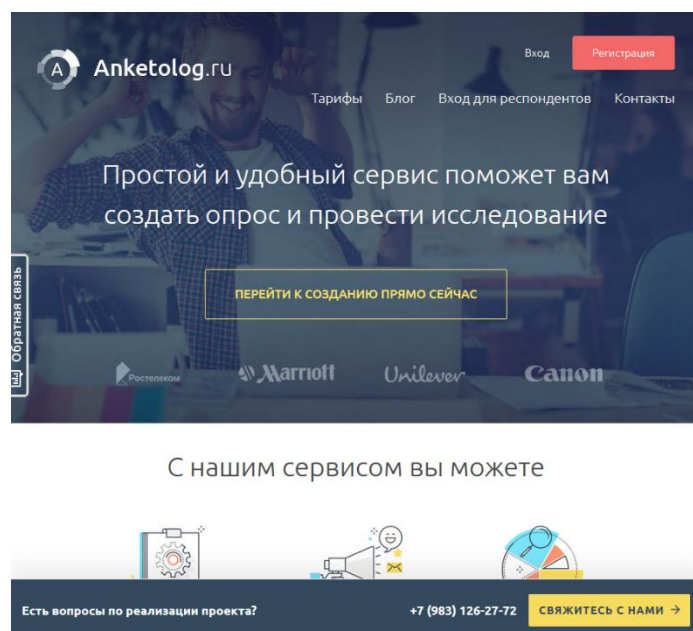 Вход
Регистрация
A
Anketolog.ru
Тарифы Блог Вход для респондентов Контакты
Простой и удобный сервис поможет вам
создать опрос и провести исследование
ПЕРЕЙТИ К СОЗДАНИЮ ПРЯМО СЕЙЧАС
Обратная связь
Ростелеком Marriott Unilever Canon
С нашим сервисом вы можете
Есть вопросы по реализации проекта?
+7 (983) 126-27-72
СВЯЖИТЕСЬ С НАМИ →